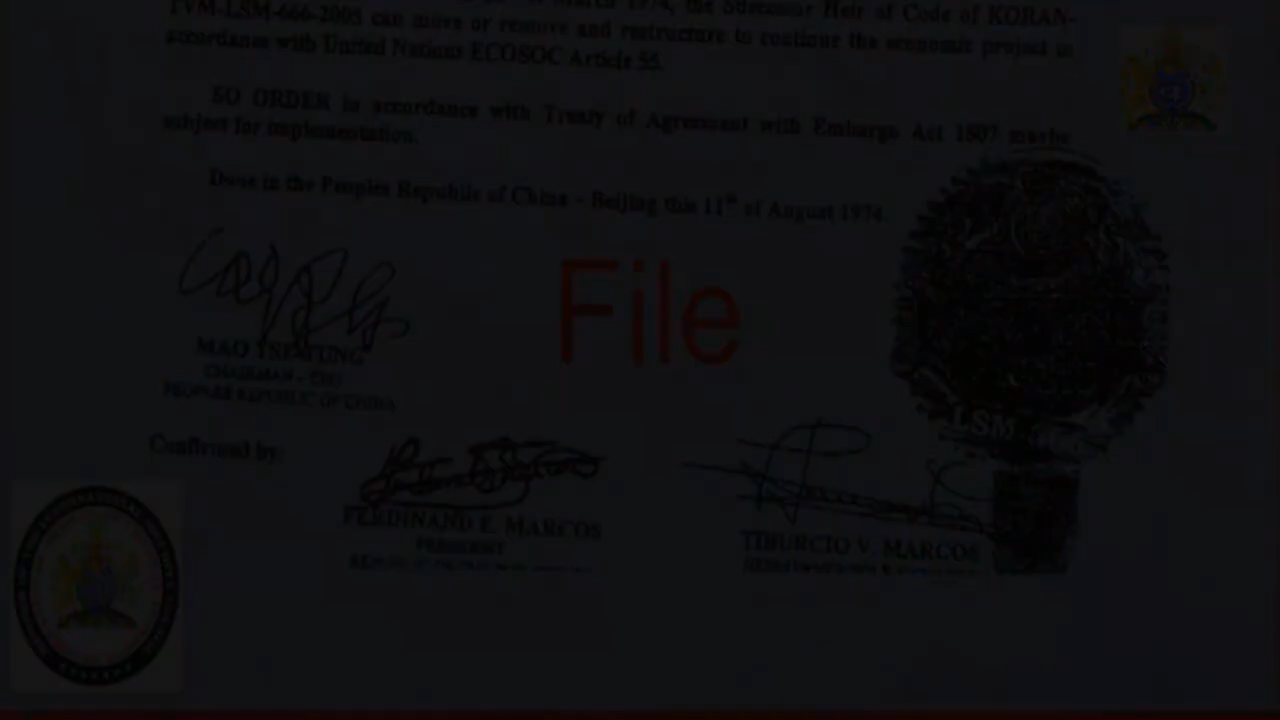 March 1974, the Successor Heir of Code of KORAN-
TVM-LSM-666-2005 can move or remove and restructure to continue the economic project in
accordance with United Nations ECOSOC Article 55.
SO ORDER in accordance with Treaty of Agreement with Embargo Act 1807 maybe
subject for implementation.
Done in the Peoples Republic of China - Beijing this 11th of August 1974
File
MAO TSE TUNG
CHAIRMAN -
PEOPLES REPUBLIC OF CHINA
LSM
Confirmed by:
FERDINAND E. MARCOS
PRESIDENT
TIBURCIO V. MARCOS